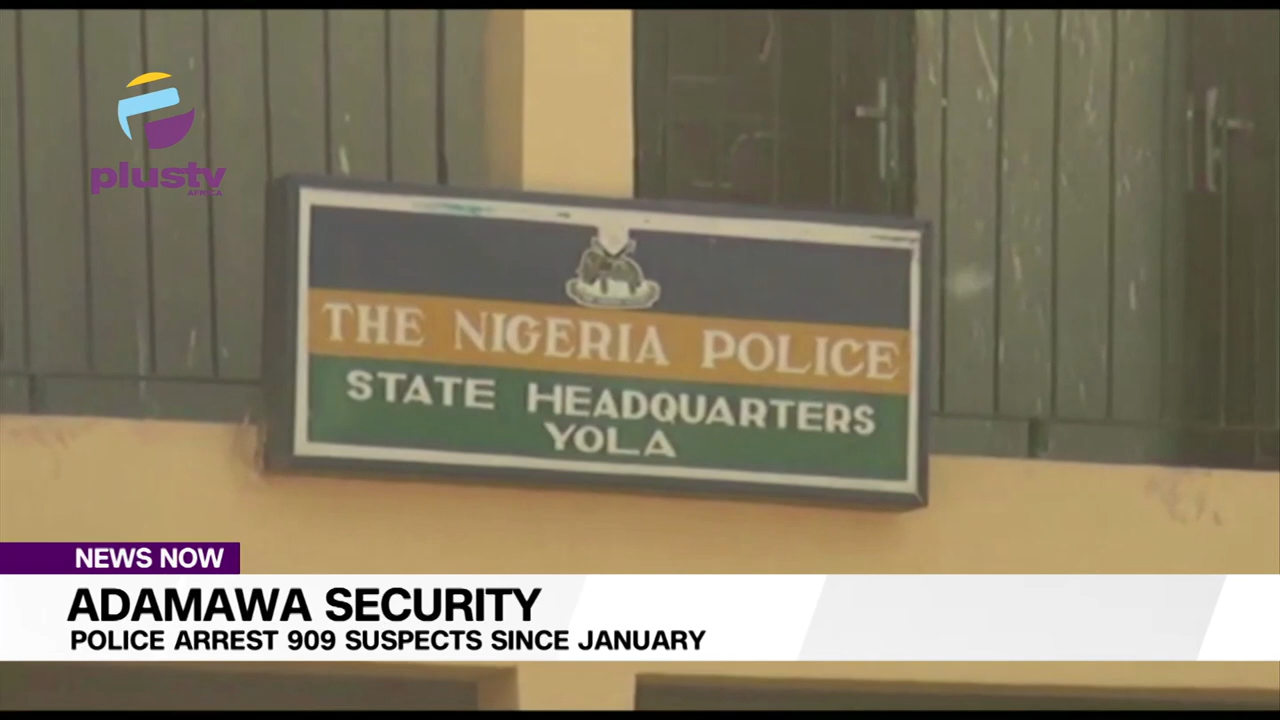 plustv
AFRICA
THE NIGERIA POLICE
STATE HEADQUARTERS
YOLA
NEWS NOW
ADAMAWA SECURITY
POLICE ARREST 909 SUSPECTS SINCE JANUARY